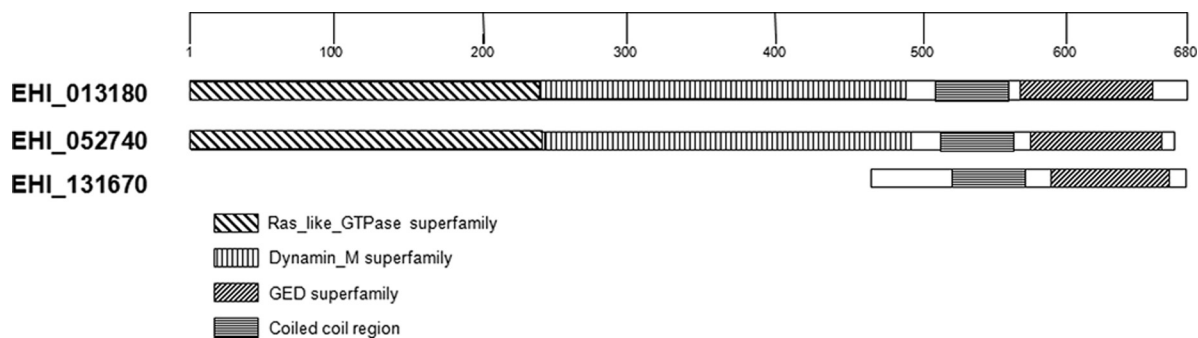 1 100 200 300 400 500 600 680
EHI_013180
EHI_052740
EHI_131670
Ras_like_GTPase superfamily
Dynamin_M superfamily
GED superfamily
Coiled coil region